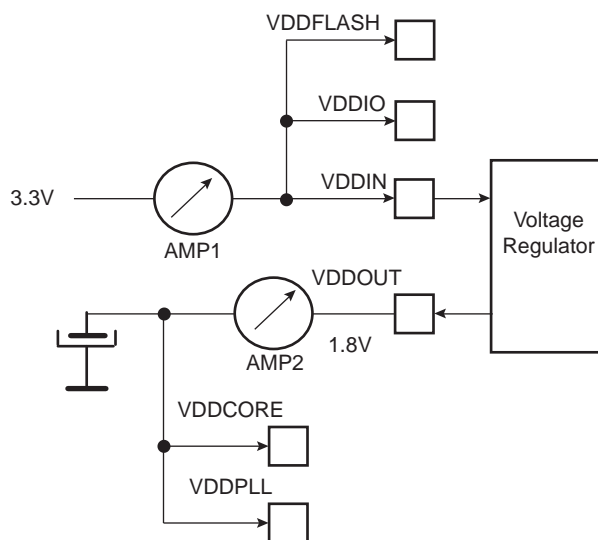 VDDFLASH
VDDIO
VDDIN
3.3V
AMP1
Voltage
Regulator
VDDOUT
1.8V
AMP2
VDDCORE
VDDPLL